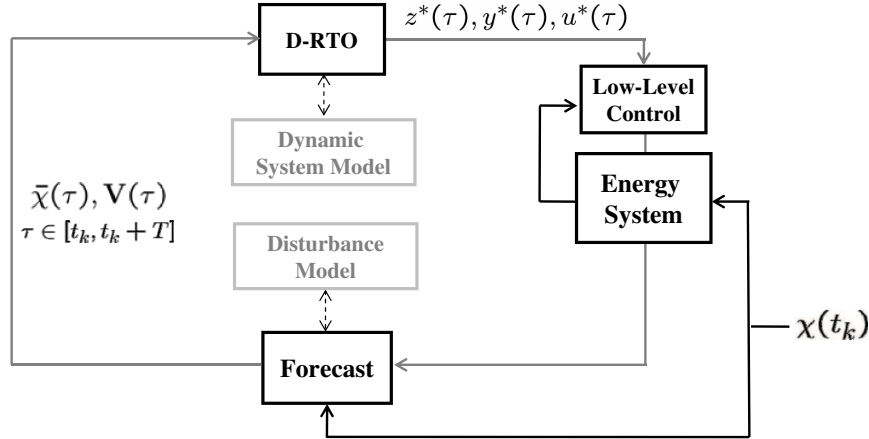 z*(τ), y*(τ), u*(τ)
D-RTO
Low-Level
Control
Dynamic
System Model
Energy
System
χ̄(τ), V(τ)
τ ∈ [t_k, t_k + T]
Disturbance
Model
χ(t_k)
Forecast